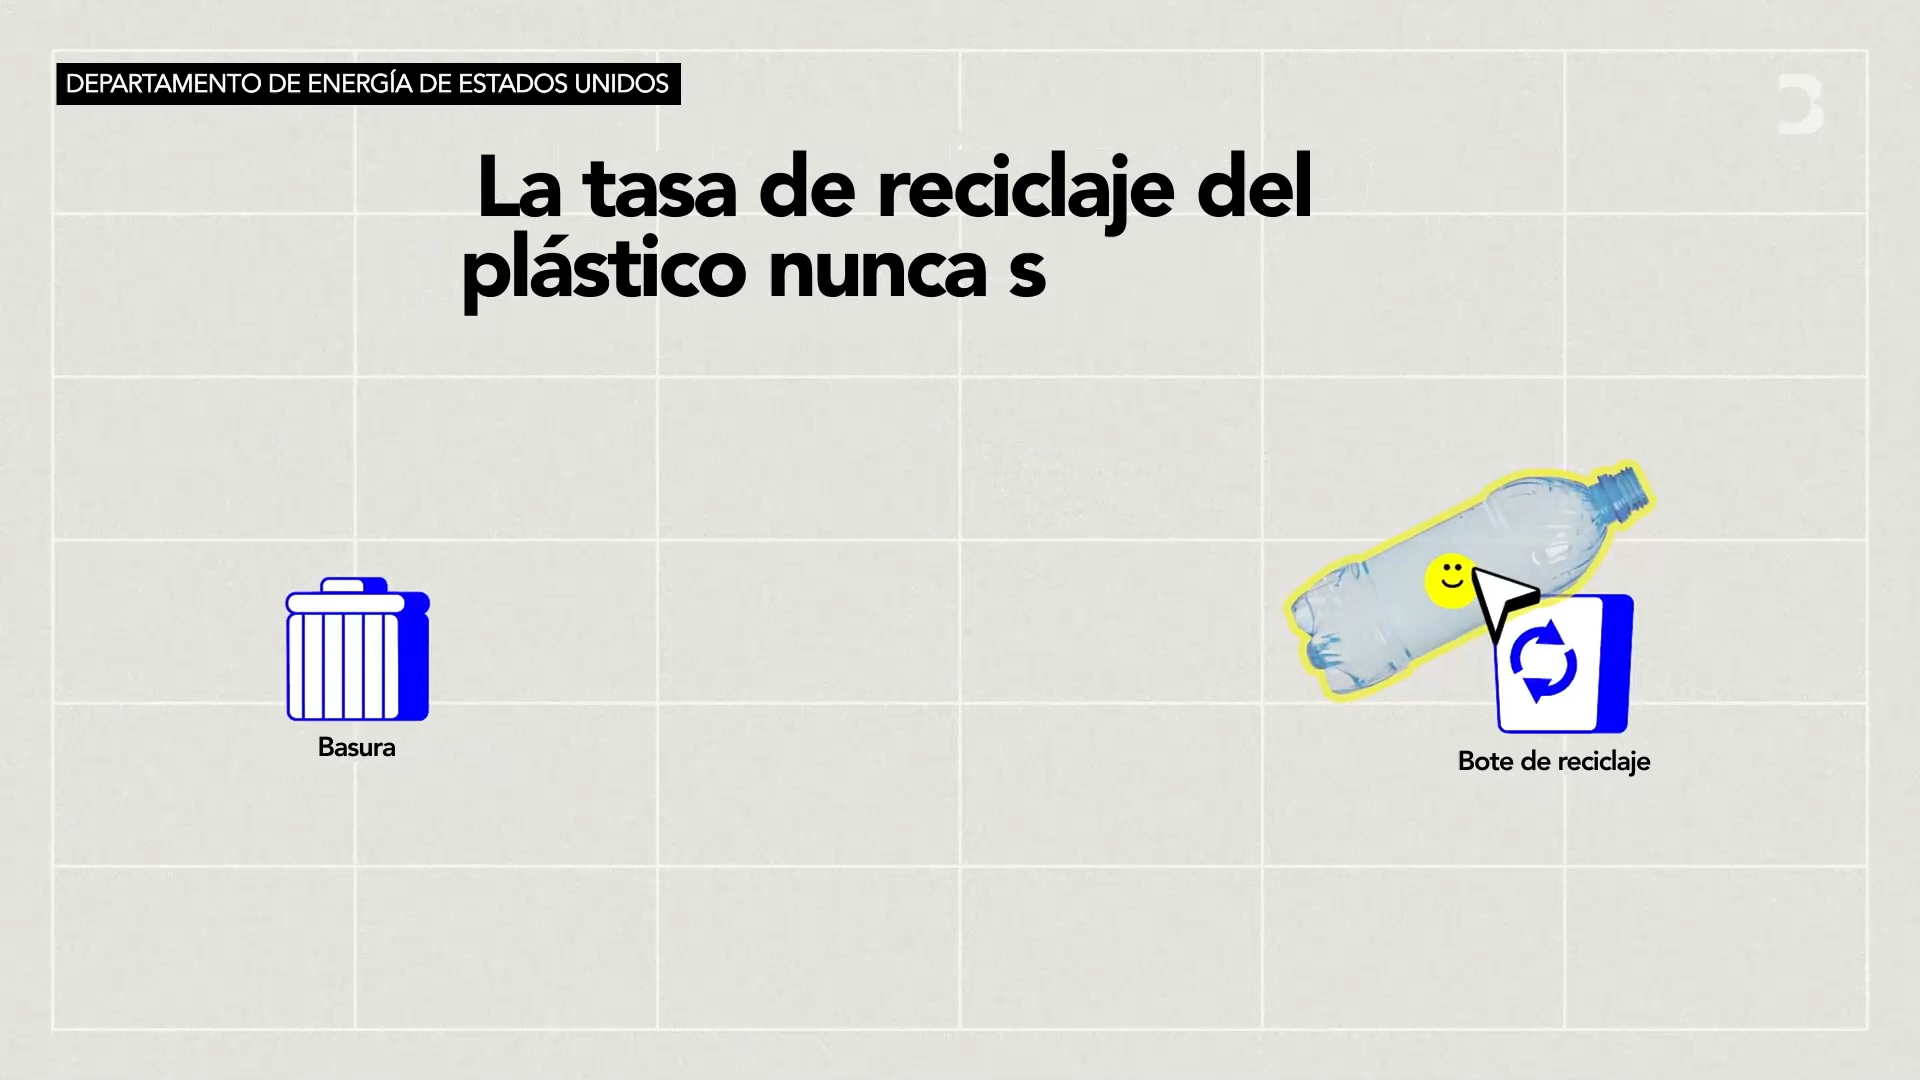 DEPARTAMENTO DE ENERGÍA DE ESTADOS UNIDOS
La tasa de reciclaje del
plástico nunca s
Basura
Bote de reciclaje